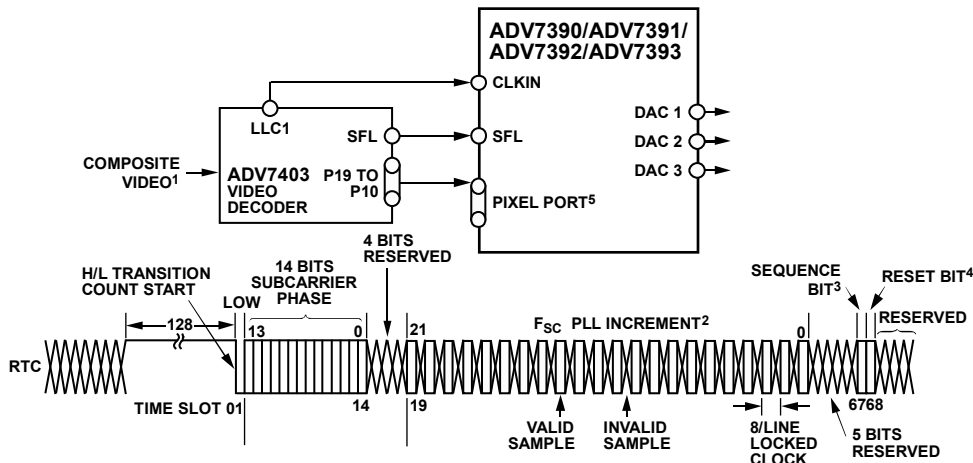 ADV7390/ADV7391/
ADV7392/ADV7393
CLKIN
LLC1
DAC 1
SFL
SFL
DAC 2
COMPOSITE
VIDEO1
ADV7403
VIDEO
DECODER
P19 TO
P10
DAC 3
PIXEL PORT5
4 BITS
RESERVED
H/L TRANSITION
COUNT START
14 BITS
SUBCARRIER
PHASE
SEQUENCE
BIT3
RESET BIT4
LOW
RESERVED
128
13
0
21
FSC PLL INCREMENT2
0
RTC
TIME SLOT 01
14
19
6768
VALID
SAMPLE
INVALID
SAMPLE
8/LINE
LOCKED
CLOCK
5 BITS
RESERVED